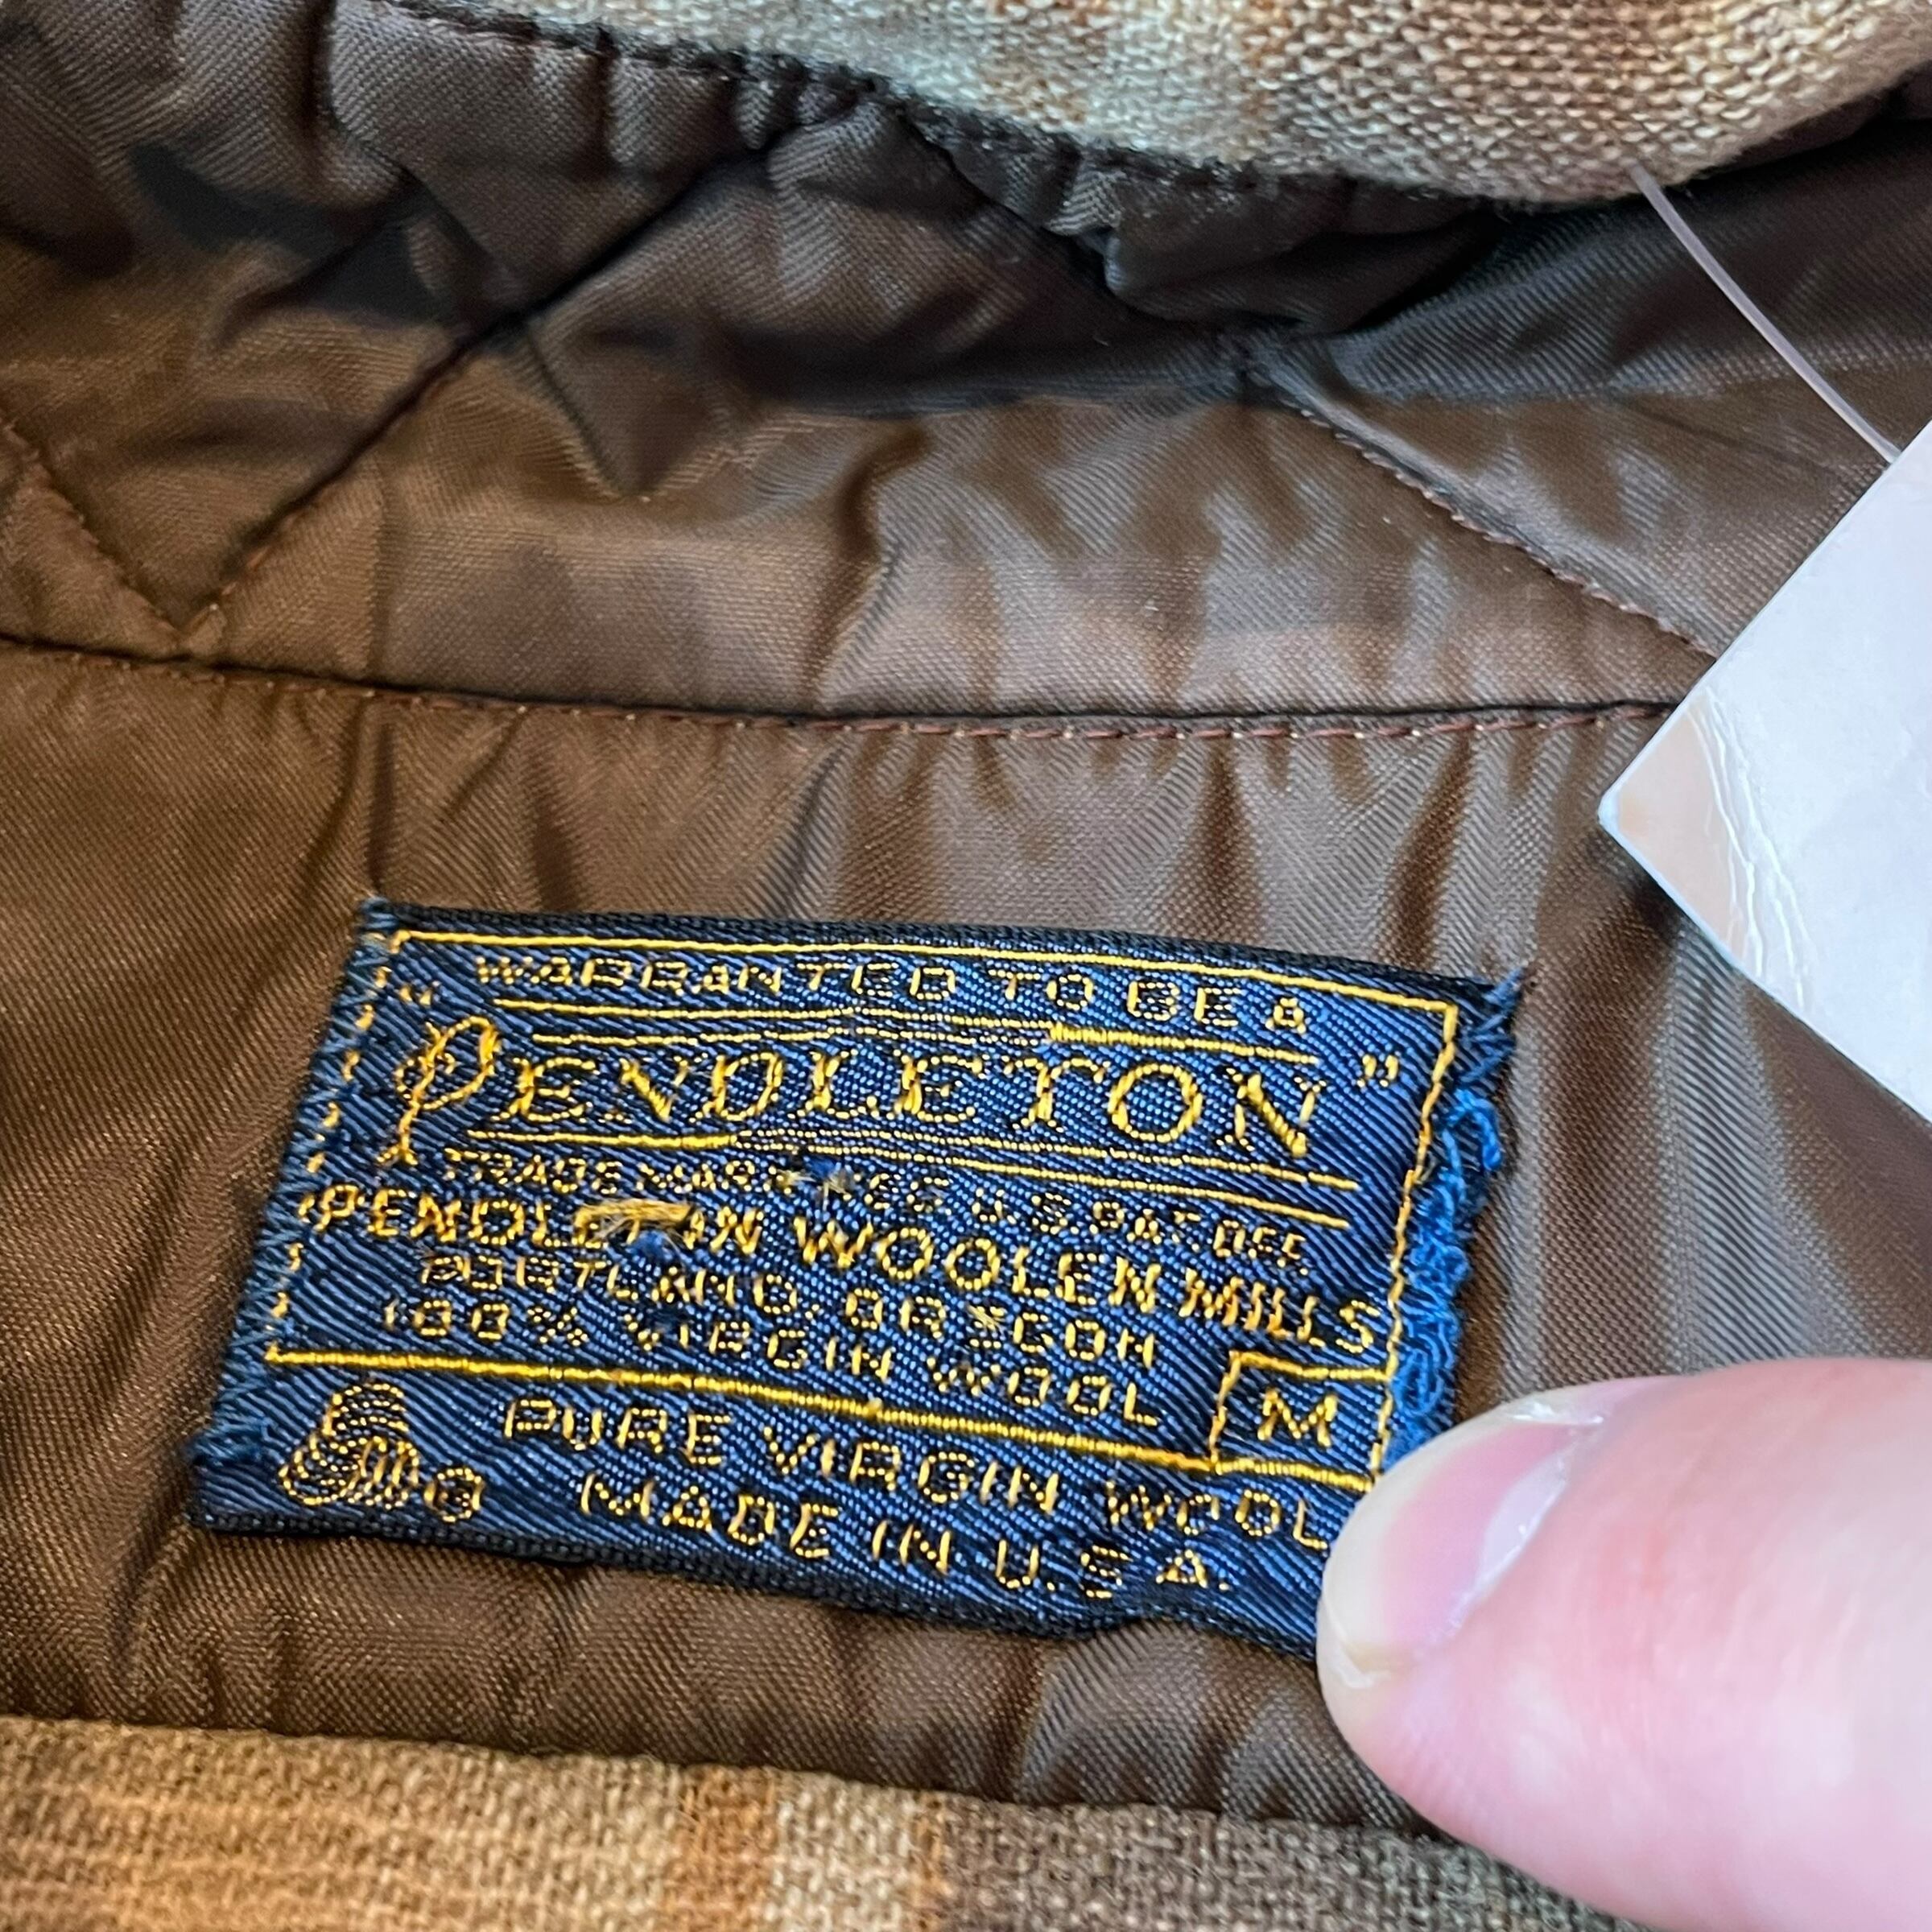 WARRANTED TO BE A
"PENDLETON"
TRADE MARK REG. U.S. PAT. OFF.
PENDLETON WOOLEN MILLS
PORTLAND, OREGON
100% VIRGIN WOOL
M
PURE VIRGIN WOOL
MADE IN U.S.A.